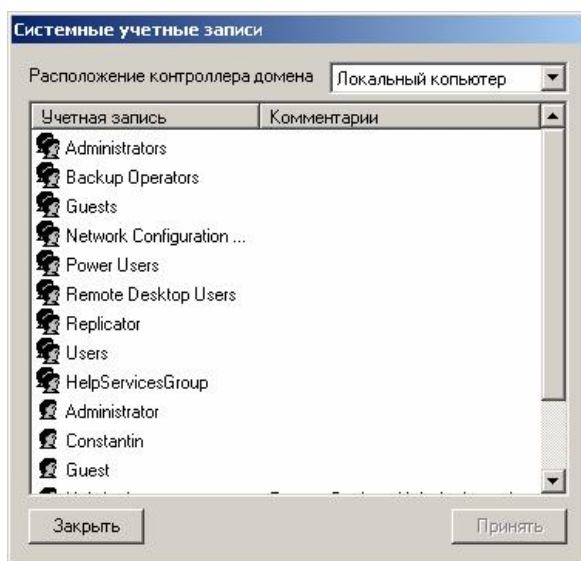 Системные учетные записи
Расположение контроллера домена Локальный копьютер
Учетная запись Комментарии
Administrators
Backup Operators
Guests
Network Configuration ...
Power Users
Remote Desktop Users
Replicator
Users
HelpServicesGroup
Administrator
Constantin
Guest
Закрыть Принять